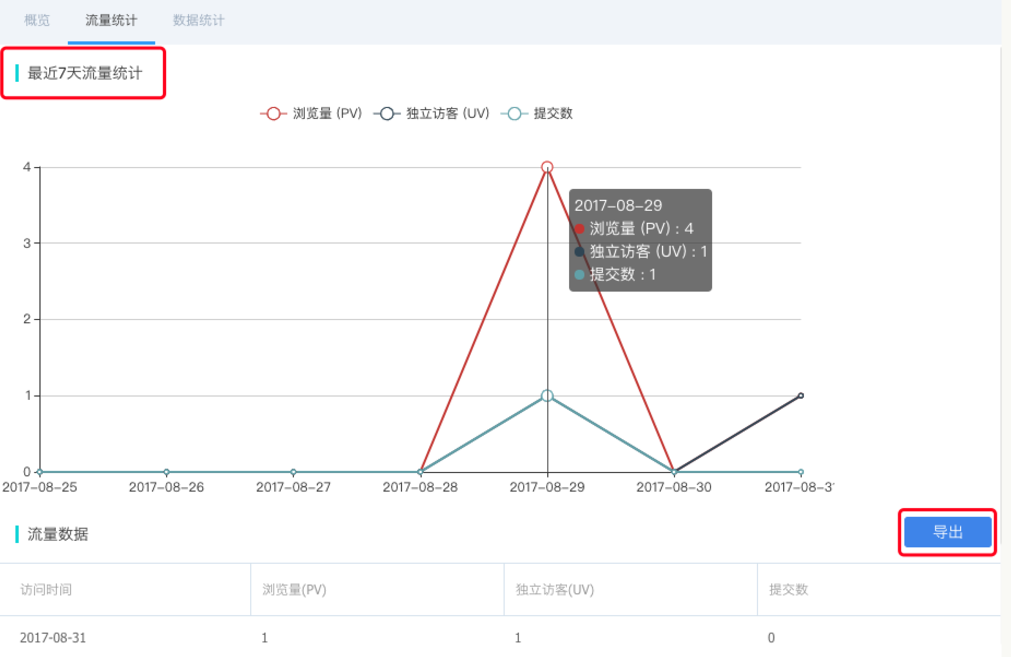 概览 流量统计 数据统计
最近7天流量统计
浏览量 (PV) 独立访客 (UV) 提交数
4
2017-08-29
浏览量 (PV) : 4
3
独立访客 (UV) : 1
提交数 : 1
2
1
0
2017-08-25 2017-08-26 2017-08-27 2017-08-28 2017-08-29 2017-08-30 2017-08-3
流量数据 导出
访问时间 浏览量(PV) 独立访客(UV) 提交数
2017-08-31 1 1 0